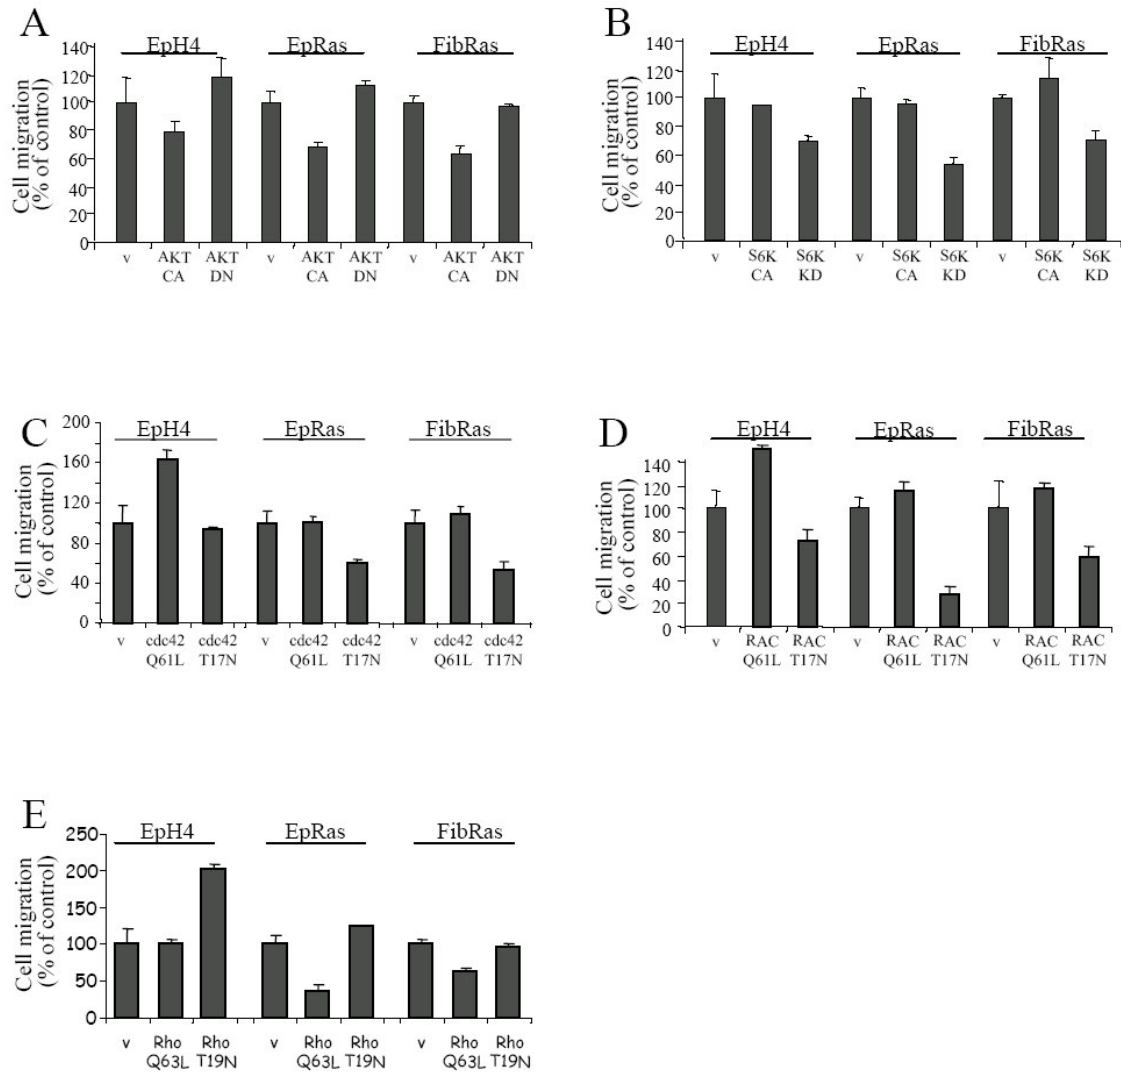 A
EpH4 EpRas FibRas
Cell migration
(% of control)
140
120
100
80
60
40
20
0
v AKT AKT v AKT AKT v AKT AKT
CA DN CA DN CA DN
B
EpH4 EpRas FibRas
Cell migration
(% of control)
140
120
100
80
60
40
20
0
v S6K S6K v S6K S6K v S6K S6K
CA KD CA KD CA KD
C
EpH4 EpRas FibRas
Cell migration
(% of control)
200
160
120
80
40
0
v cdc42 cdc42 v cdc42 cdc42 v cdc42 cdc42
Q61L T17N Q61L T17N Q61L T17N
D
EpH4 EpRas FibRas
Cell migration
(% of control)
140
120
100
80
60
40
20
0
v RAC RAC v RAC RAC v RAC RAC
Q61L T17N Q61L T17N Q61L T17N
E
EpH4 EpRas FibRas
Cell migration
(% of control)
250
200
150
100
50
0
v Rho Rho v Rho Rho v Rho Rho
Q63L T19N Q63L T19N Q63L T19N